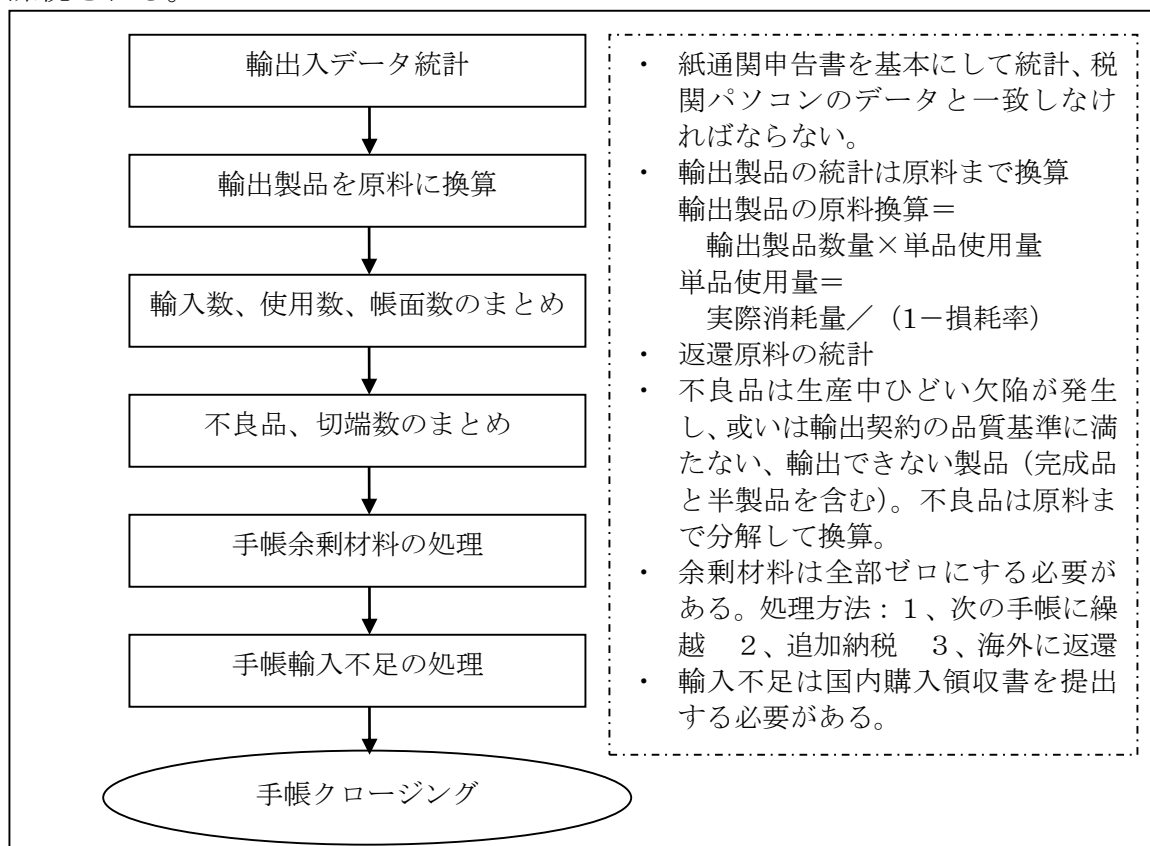 輸出入データ統計
輸出製品を原料に換算
輸入数、使用数、帳面数のまとめ
不良品、切端数のまとめ
手帳余剰材料の処理
手帳輸入不足の処理
手帳クロージング
・ 紙通関申告書を基本にして統計、税
関パソコンのデータと一致しなけ
ればならない。
・ 輸出製品の統計は原料まで換算
輸出製品の原料換算＝
輸出製品数量×単品使用量
単品使用量＝
実際消耗量／（1－損耗率）
・ 返還原料の統計
・ 不良品は生産中ひどい欠陥が発生
し、或いは輸出契約の品質基準に満
たない、輸出できない製品（完成品
と半製品を含む）。不良品は原料ま
で分解して換算。
・ 余剰材料は全部ゼロにする必要が
ある。処理方法：１、次の手帳に繰
越　２、追加納税　３、海外に返還
・ 輸入不足は国内購入領収書を提出
する必要がある。